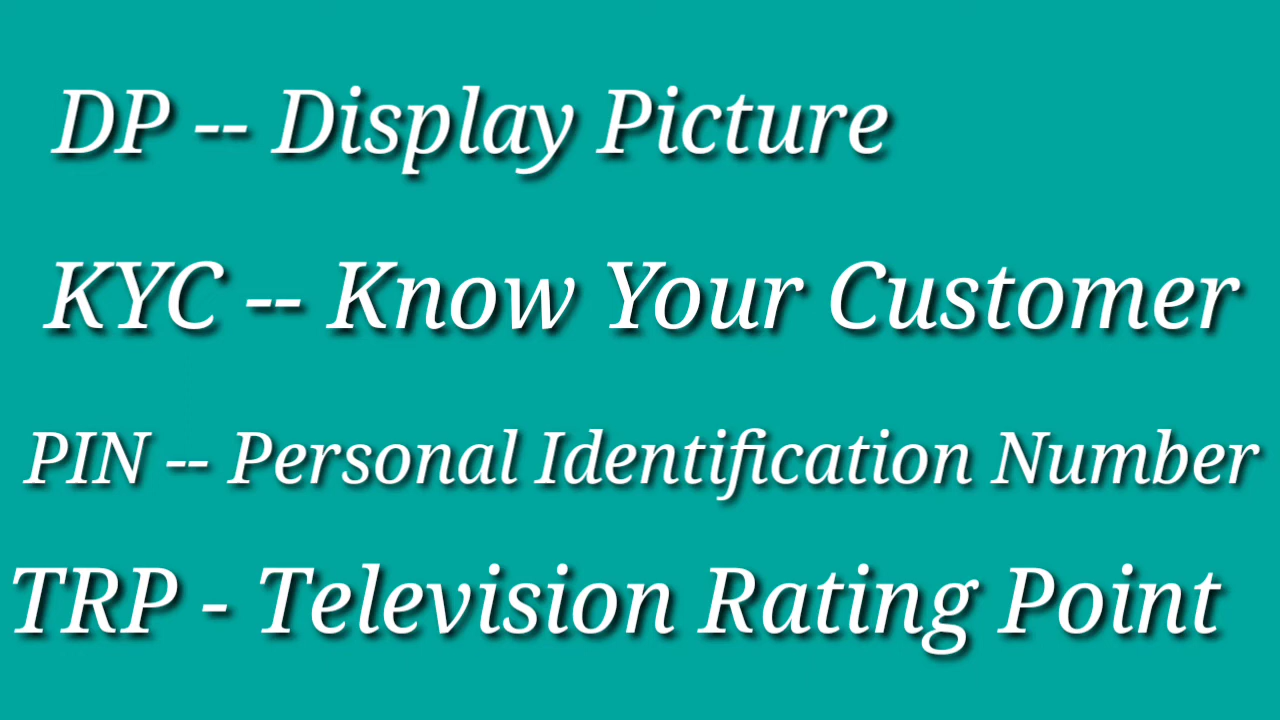 DP -- Display Picture
KYC -- Know Your Customer
PIN -- Personal Identification Number
TRP - Television Rating Point